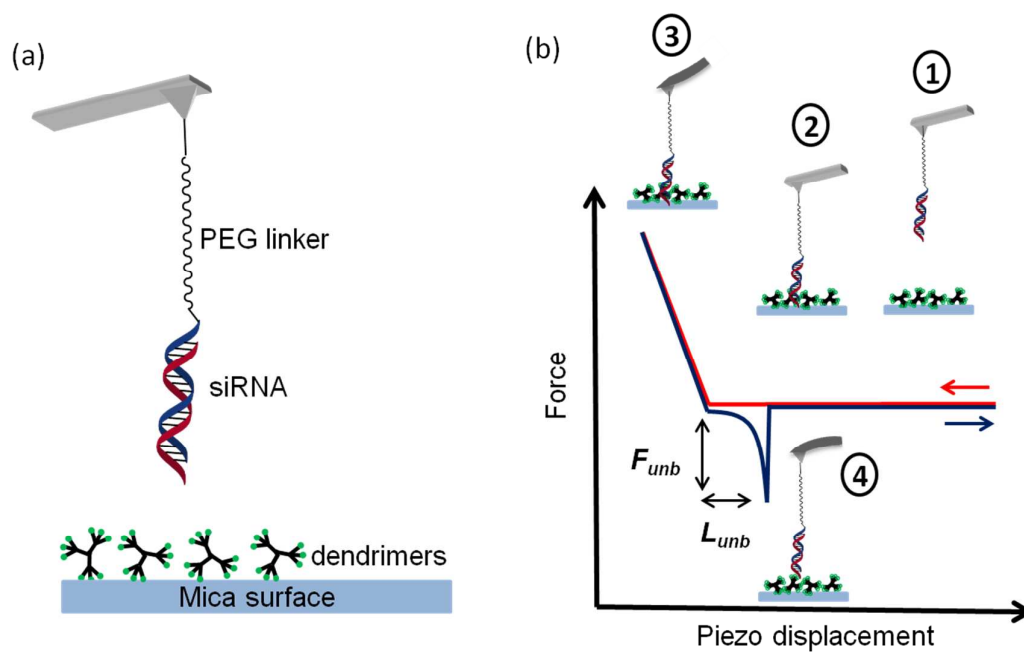 (a)
PEG linker
siRNA
dendrimers
Mica surface
(b)
3
1
2
Force
F_unb
L_unb
4
Piezo displacement